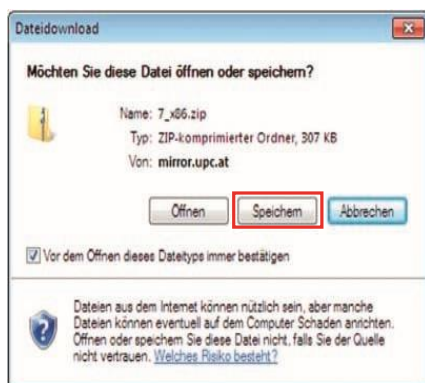 Dateidownload
Möchten Sie diese Datei öffnen oder speichern?
Name: 7_x86.zip
Typ: ZIP-komprimierter Ordner, 307 KB
Von: mirror.upc.at
Öffnen Speichern Abbrechen
Vor dem Öffnen dieses Dateityps immer bestätigen
Dateien aus dem Internet können nützlich sein, aber manche
Dateien können eventuell auf dem Computer Schaden anrichten.
Öffnen oder speichern Sie diese Datei nicht, falls Sie der Quelle
nicht vertrauen. Welches Risiko besteht?